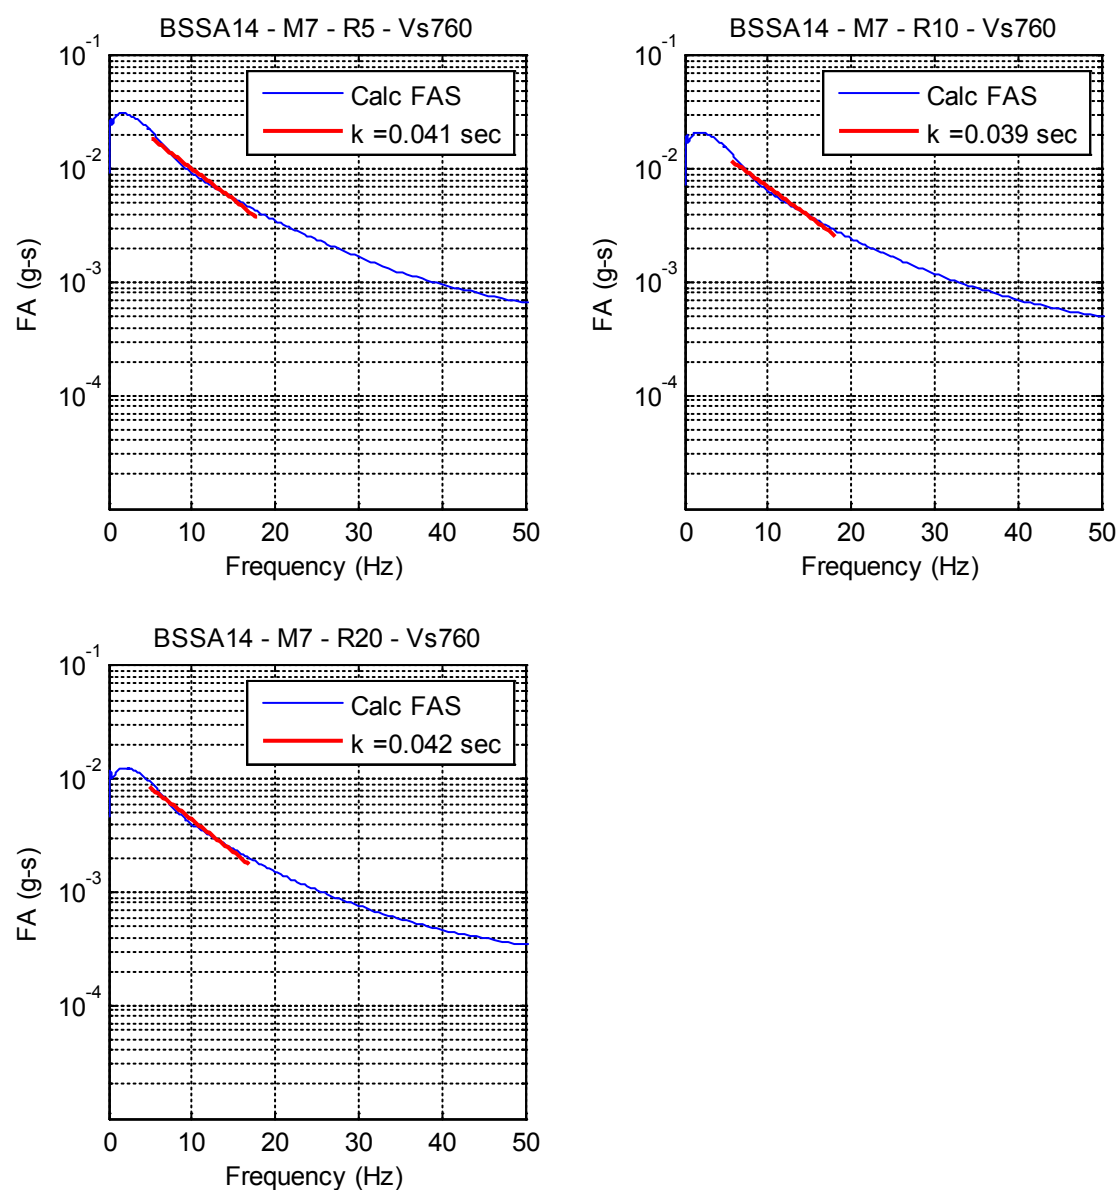 BSSA14 - M7 - R5 - Vs760
10^-1
10^-2
10^-3
10^-4
FA (g-s)
Calc FAS
k =0.041 sec
0 10 20 30 40 50
Frequency (Hz)
BSSA14 - M7 - R10 - Vs760
10^-1
10^-2
10^-3
10^-4
FA (g-s)
Calc FAS
k =0.039 sec
0 10 20 30 40 50
Frequency (Hz)
BSSA14 - M7 - R20 - Vs760
10^-1
10^-2
10^-3
10^-4
FA (g-s)
Calc FAS
k =0.042 sec
0 10 20 30 40 50
Frequency (Hz)